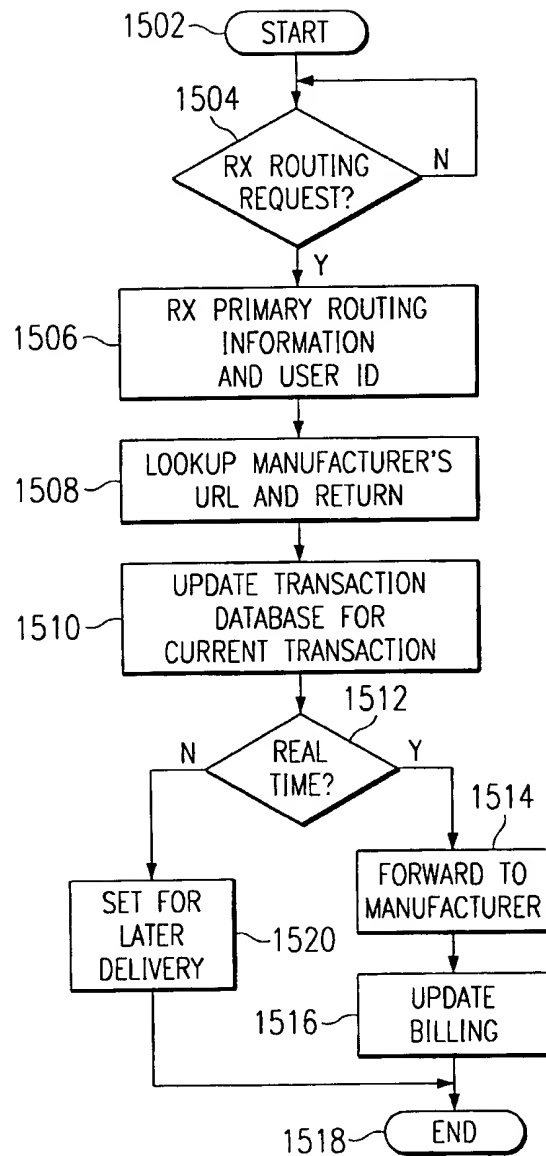 1502
START
1504
RX ROUTING
REQUEST?
N
Y
1506
RX PRIMARY ROUTING
INFORMATION
AND USER ID
1508
LOOKUP MANUFACTURER'S
URL AND RETURN
1510
UPDATE TRANSACTION
DATABASE FOR
CURRENT TRANSACTION
1512
N
REAL
TIME?
Y
1514
FORWARD TO
MANUFACTURER
SET FOR
LATER
DELIVERY
1520
1516
UPDATE
BILLING
1518
END